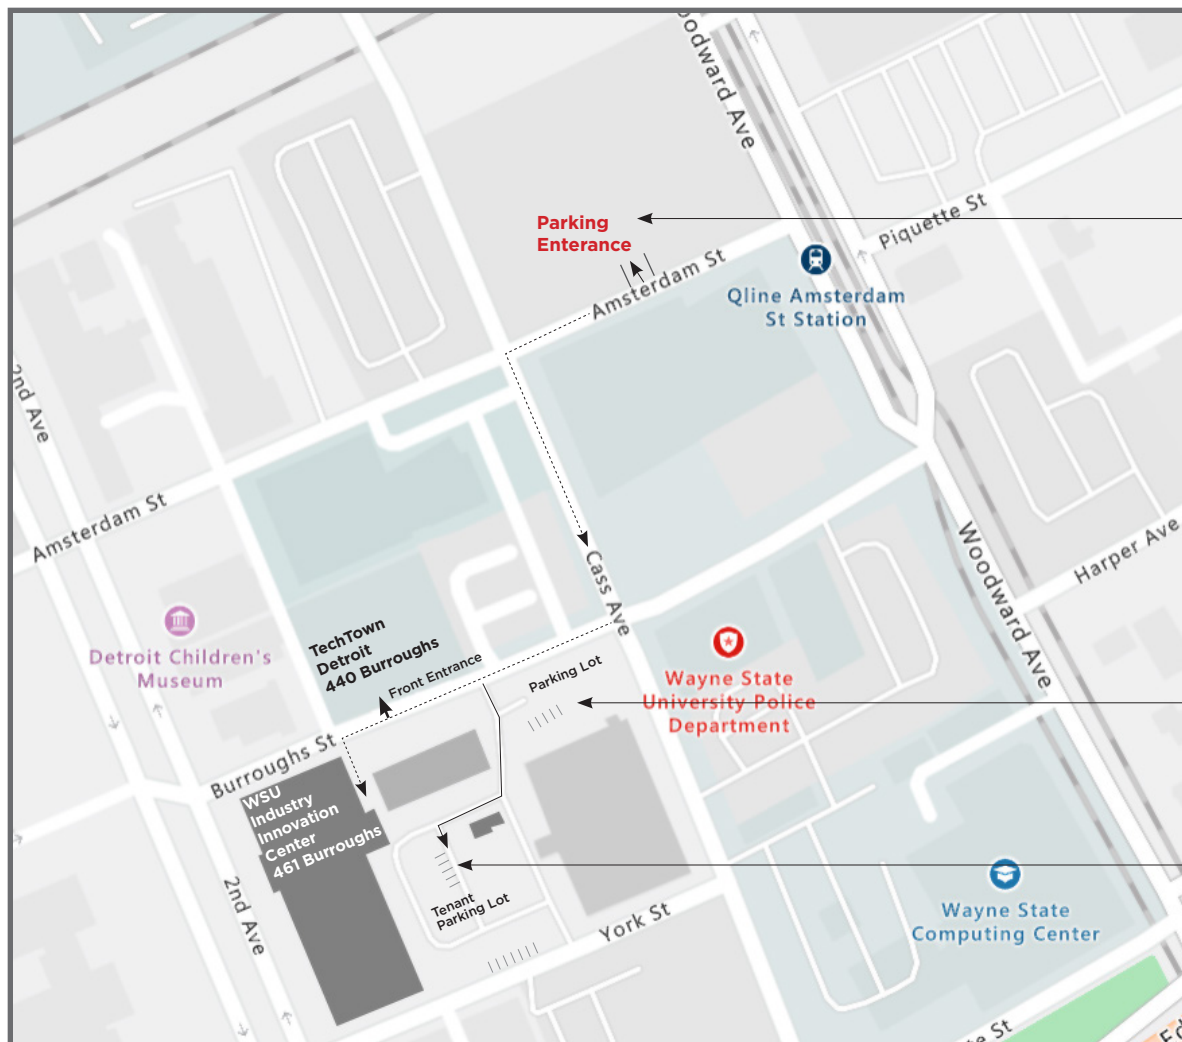 Woodward Ave
Parking
Enterance
Piquette St
Amsterdam St
Qline Amsterdam
St Station
2nd Ave
Amsterdam St
Woodward Ave
Harper Ave
Cass Ave
Detroit Children's
Museum
TechTown
Detroit
440 Burroughs
Front Entrance
Parking Lot
Wayne State
University Police
Department
Burroughs St
WSU
Industry
Innovation
Center
461 Burroughs
2nd Ave
Tenant
Parking Lot
York St
Wayne State
Computing Center
St